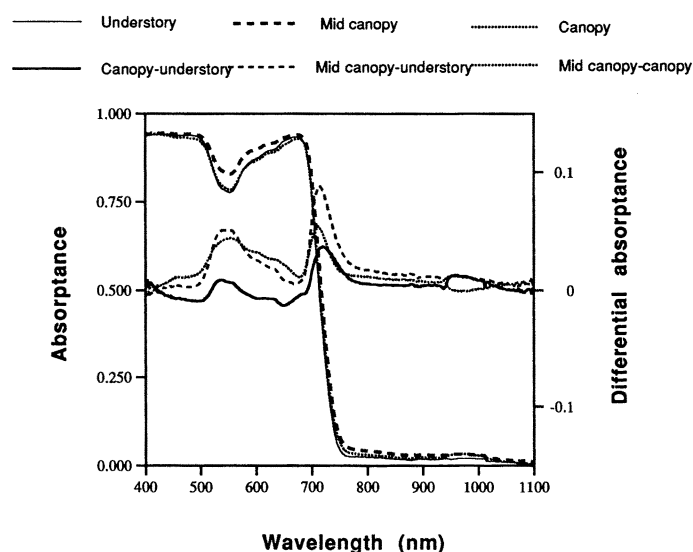 Understory
Mid canopy
Canopy
Canopy-understory
Mid canopy-understory
Mid canopy-canopy
1.000
0.750
0.500
0.250
0.000
0.1
0
-0.1
400 500 600 700 800 900 1000 1100
Absorptance
Differential absorptance
Wavelength (nm)